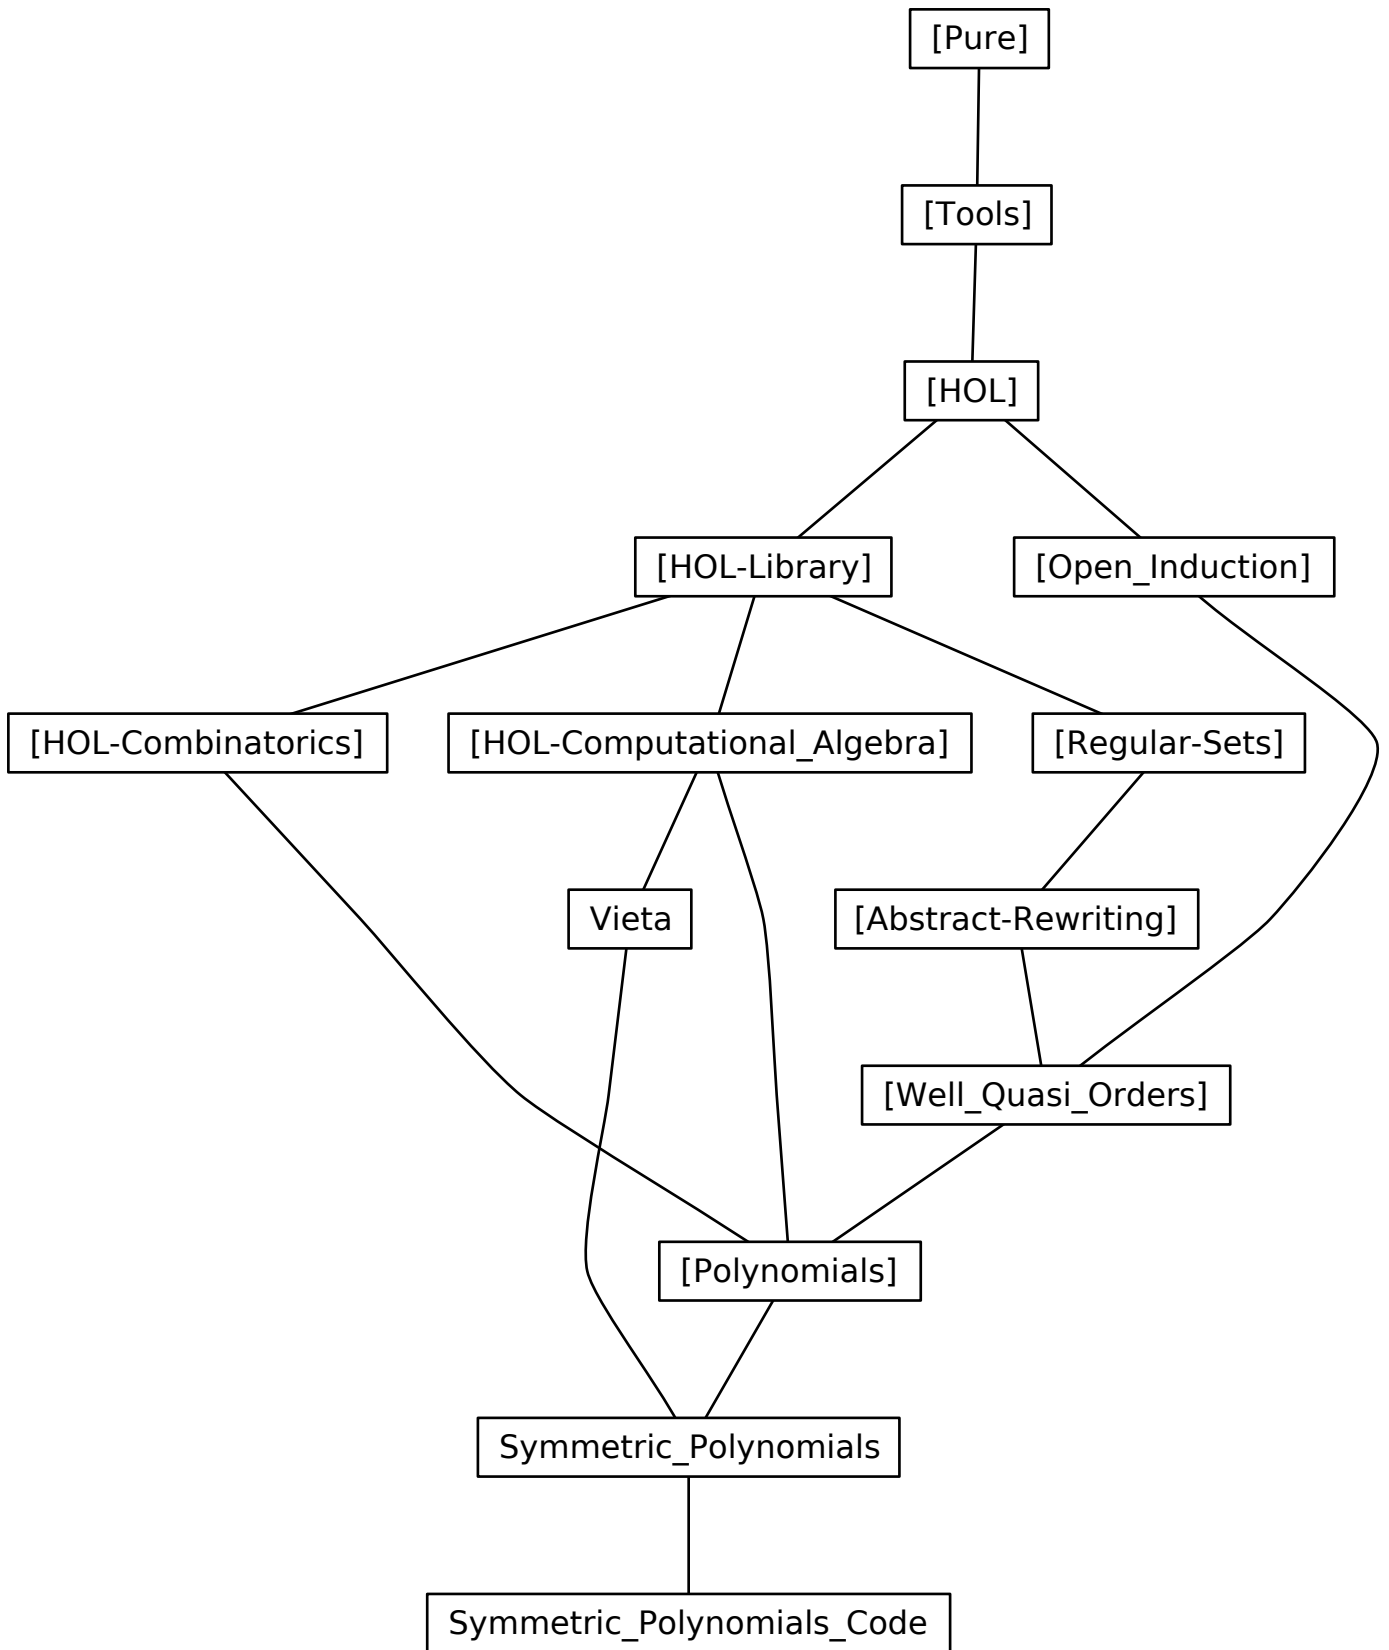 [Pure]
[Tools]
[HOL]
[HOL-Library]
[Open_Induction]
[HOL-Combinatorics]
[HOL-Computational_Algebra]
[Regular-Sets]
Vieta
[Abstract-Rewriting]
[Well_Quasi_Orders]
[Polynomials]
Symmetric_Polynomials
Symmetric_Polynomials_Code